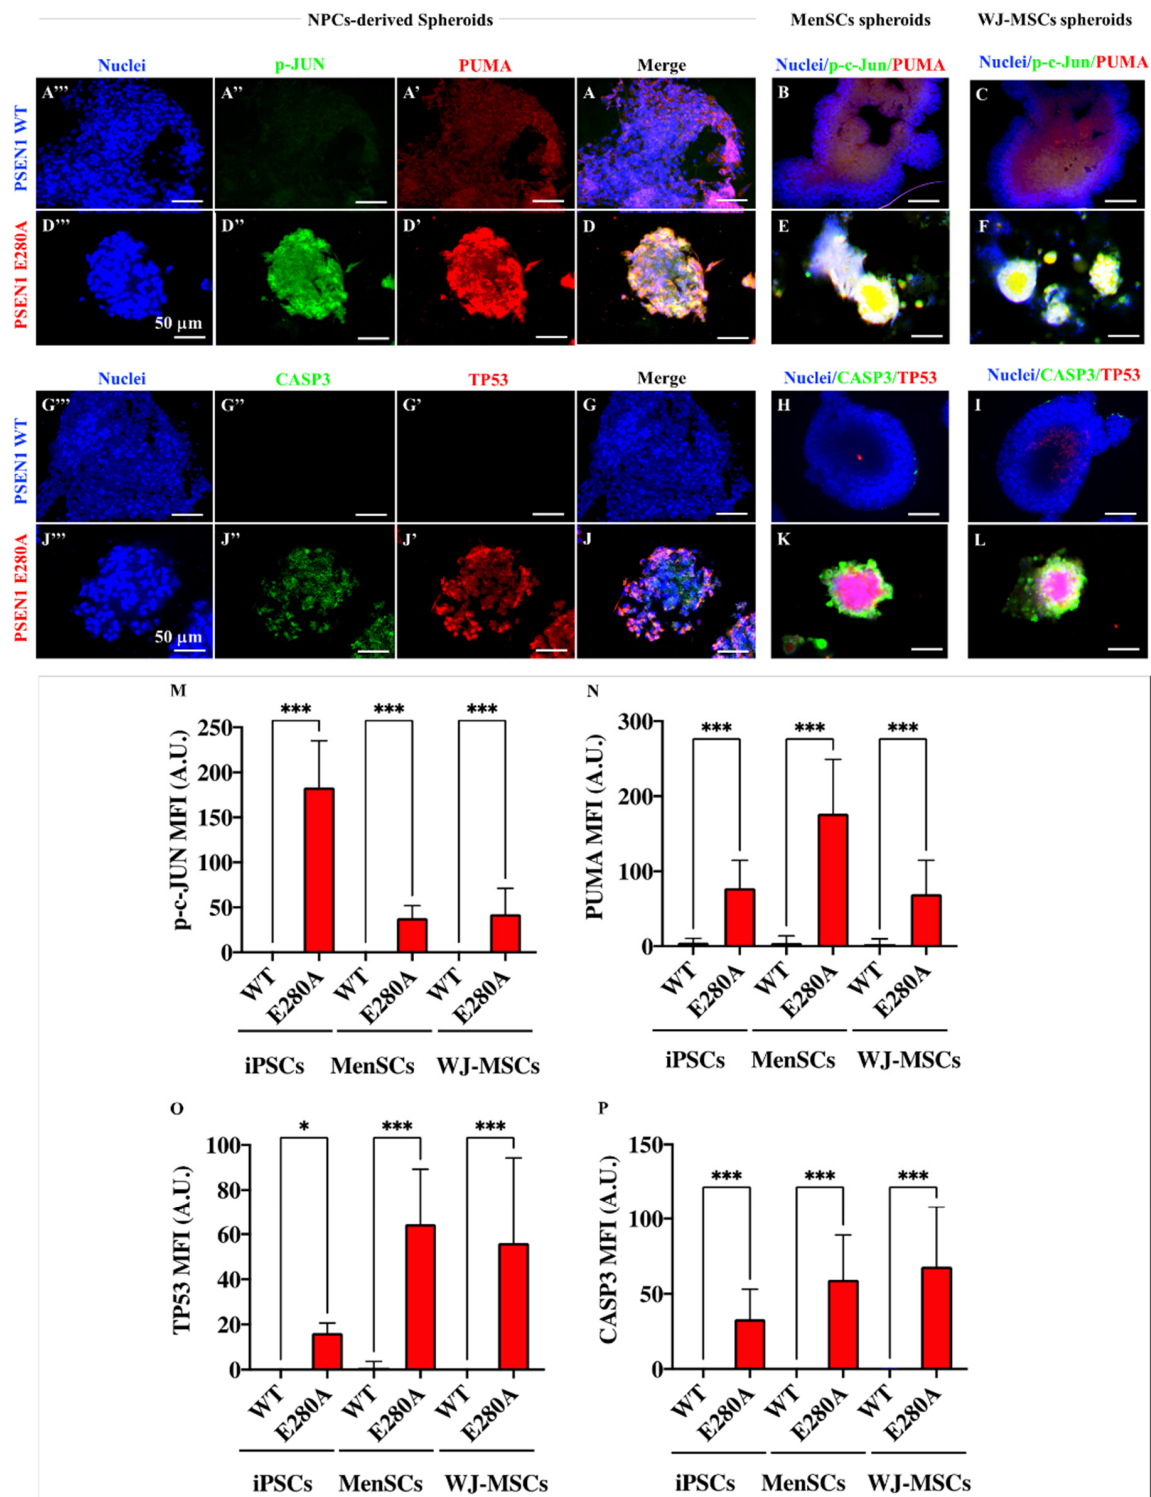 NPCs-derived Spheroids MenSCs spheroids WJ-MSCs spheroids
Nuclei p-JUN PUMA Merge Nuclei/p-c-Jun/PUMA Nuclei/p-c-Jun/PUMA
PSEN1 WT
A''' A'' A' A B C
PSEN1 E280A
D''' D'' D' D E F
50 μm
Nuclei CASP3 TP53 Merge Nuclei/CASP3/TP53 Nuclei/CASP3/TP53
PSEN1 WT
G''' G'' G' G H I
PSEN1 E280A
J''' J'' J' J K L
50 μm
M
*** *** ***
p-c-JUN MFI (A.U.)
250
200
150
100
50
0
WT E280A WT E280A WT E280A
iPSCs MenSCs WJ-MSCs
N
*** *** ***
PUMA MFI (A.U.)
300
200
100
0
WT E280A WT E280A WT E280A
iPSCs MenSCs WJ-MSCs
O
* *** ***
TP53 MFI (A.U.)
100
80
60
40
20
0
WT E280A WT E280A WT E280A
iPSCs MenSCs WJ-MSCs
P
*** *** ***
CASP3 MFI (A.U.)
150
100
50
0
WT E280A WT E280A WT E280A
iPSCs MenSCs WJ-MSCs